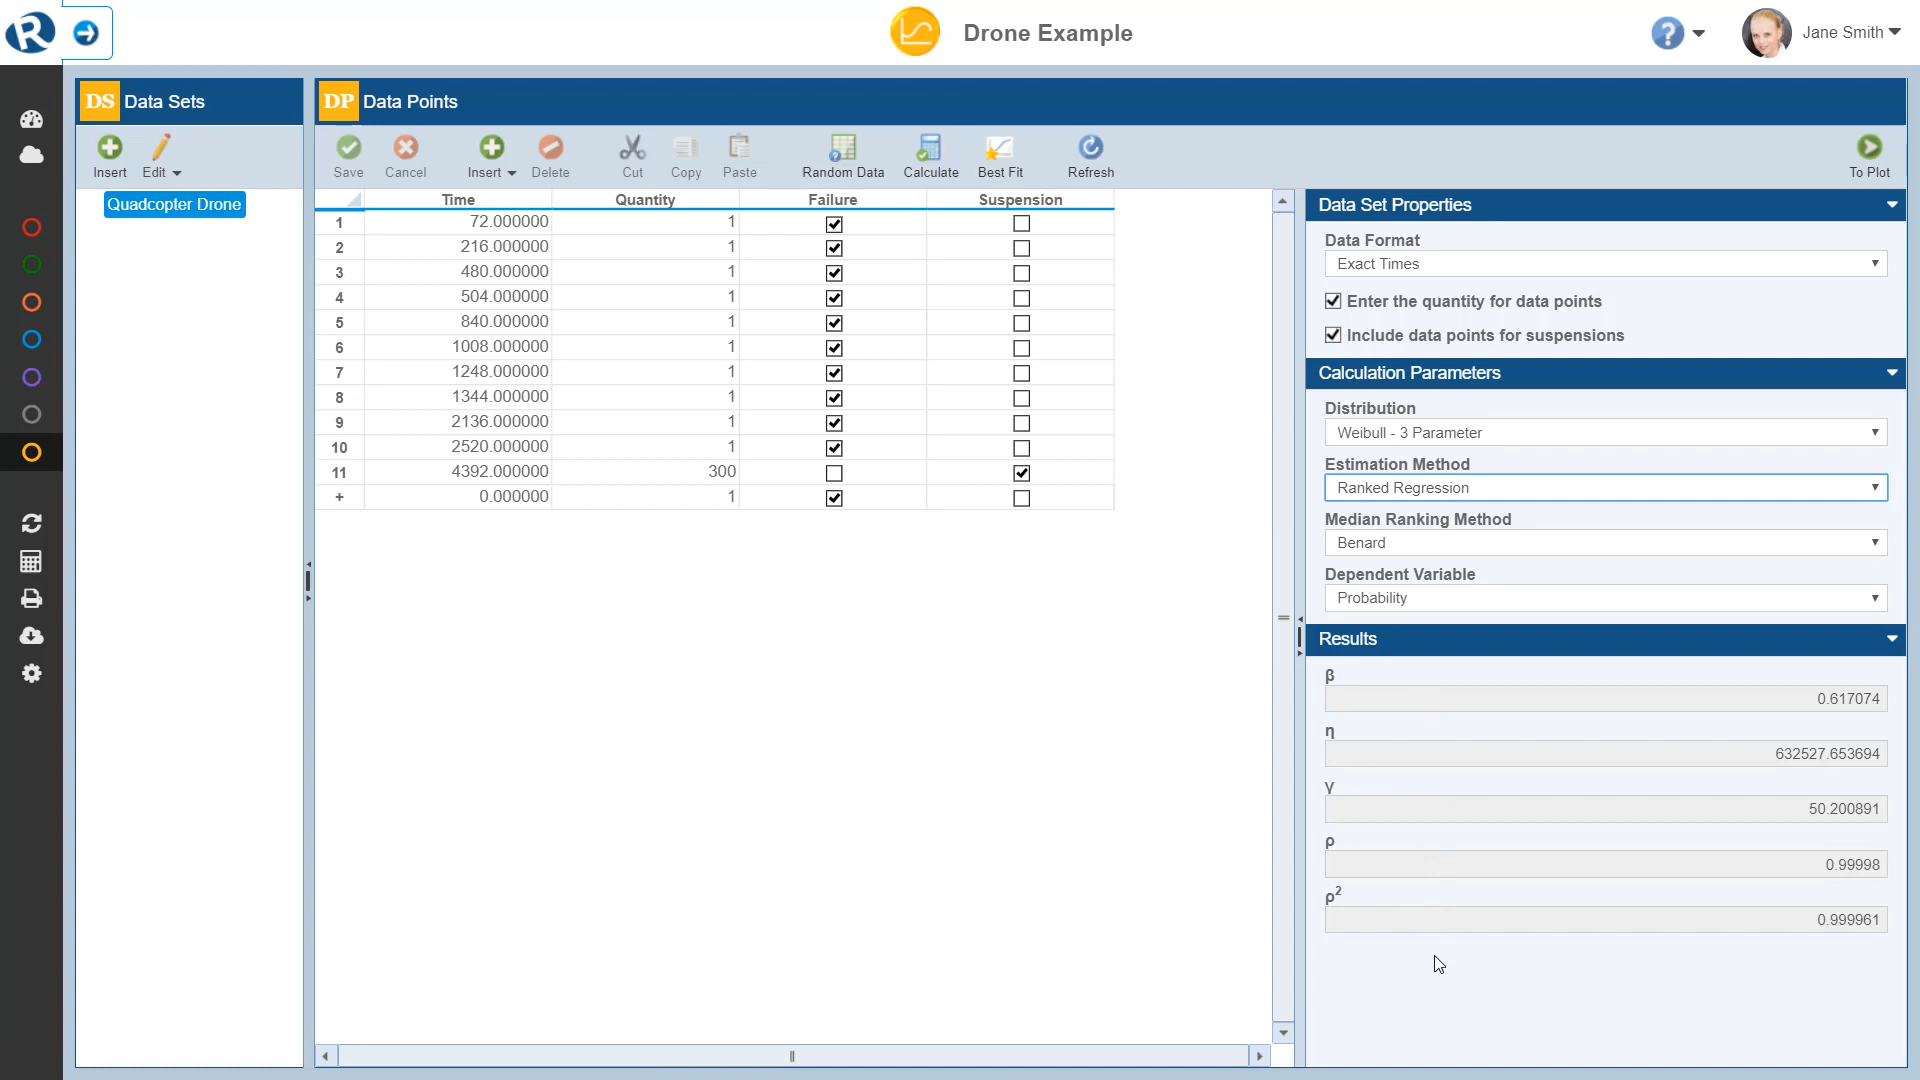 R Drone Example ? Jane Smith
DS Data Sets
Insert Edit
Quadcopter Drone
DP Data Points
Save Cancel Insert Delete Cut Copy Paste Random Data Calculate Best Fit Refresh To Plot
Time Quantity Failure Suspension
1 72.000000 1
2 216.000000 1
3 480.000000 1
4 504.000000 1
5 840.000000 1
6 1008.000000 1
7 1248.000000 1
8 1344.000000 1
9 2136.000000 1
10 2520.000000 1
11 4392.000000 300
+ 0.000000 1
Data Set Properties
Data Format
Exact Times
Enter the quantity for data points
Include data points for suspensions
Calculation Parameters
Distribution
Weibull - 3 Parameter
Estimation Method
Ranked Regression
Median Ranking Method
Benard
Dependent Variable
Probability
Results
β
0.617074
η
632527.653694
γ
50.200891
ρ
0.99998
ρ²
0.999961